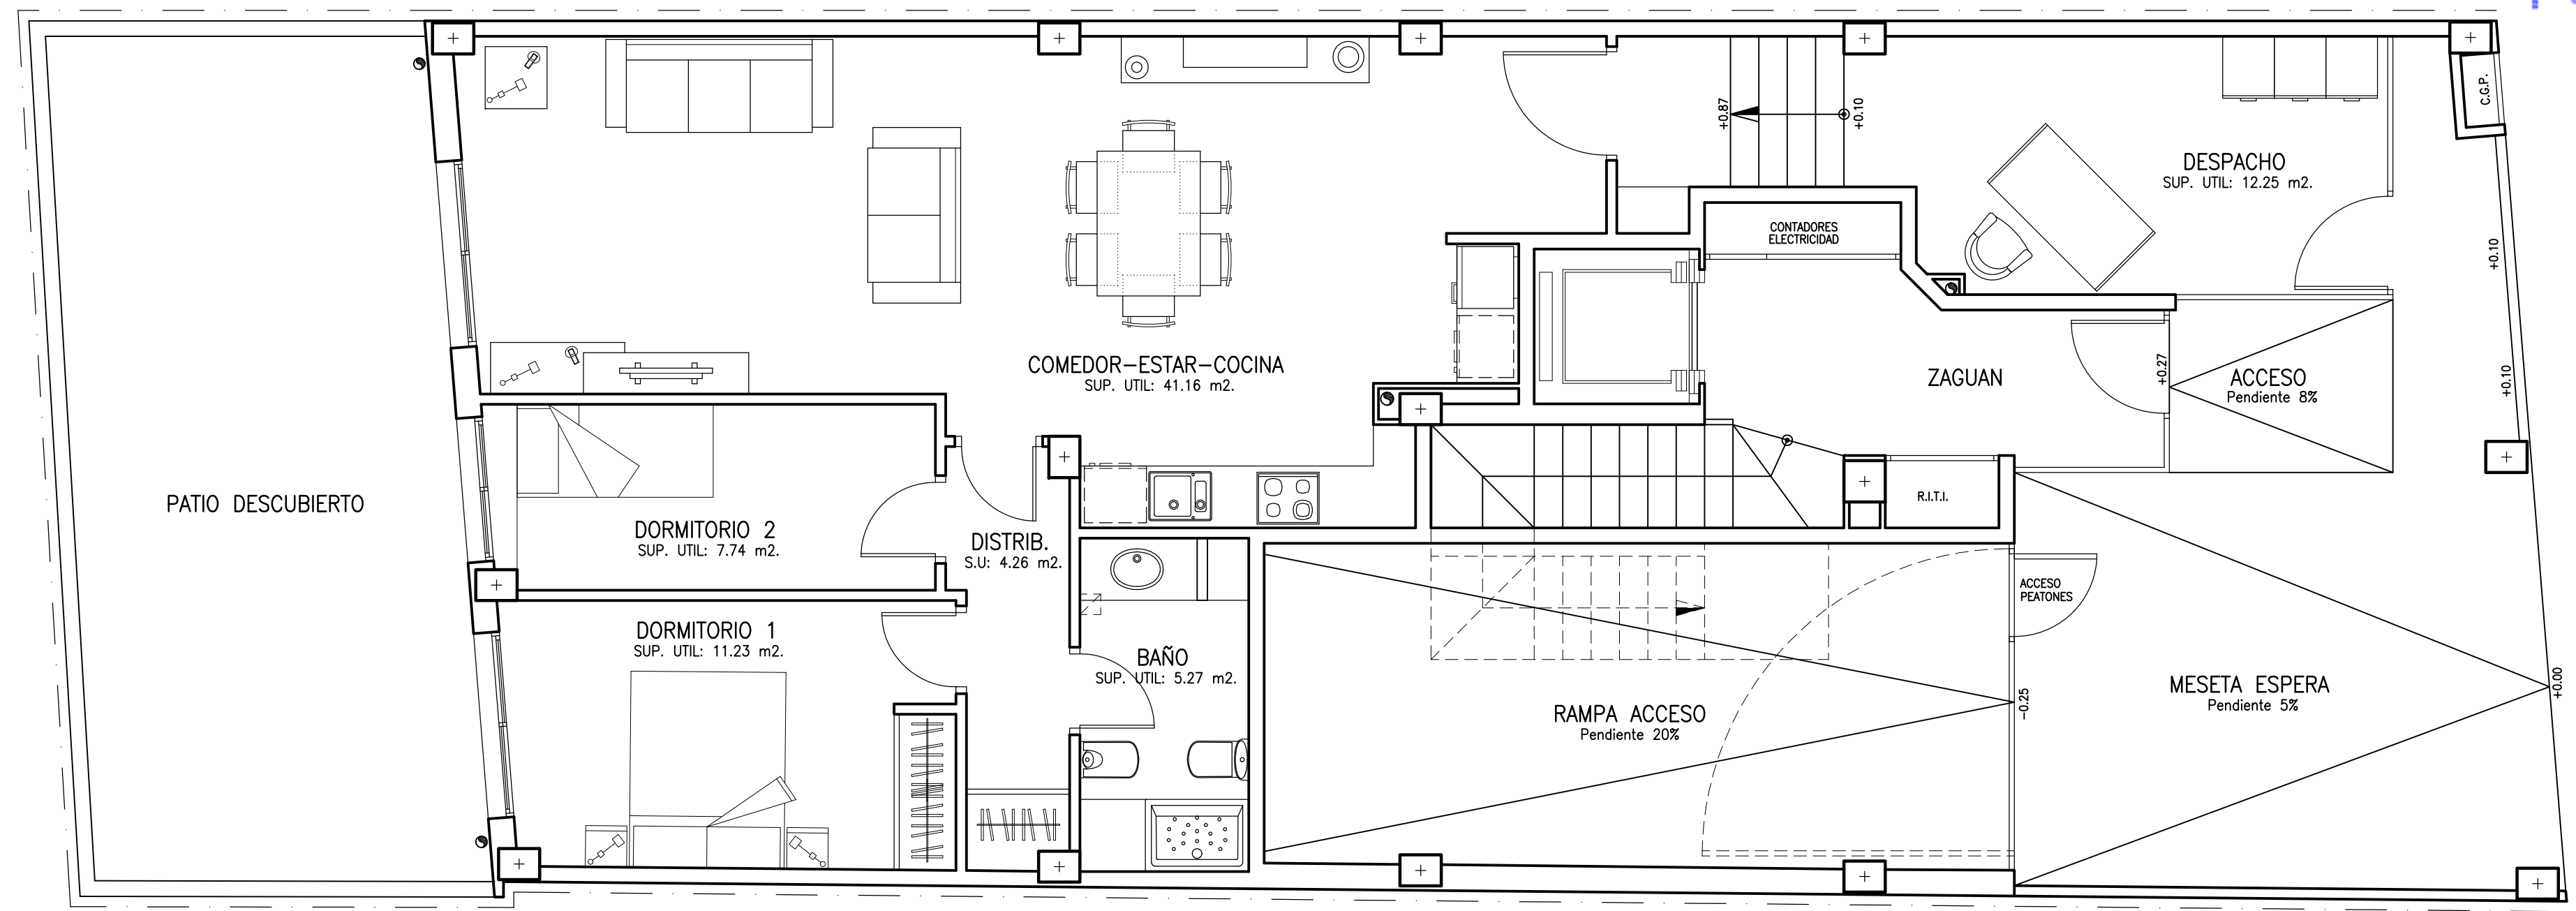 C.G.P.
+0.87
+0.10
DESPACHO
SUP. UTIL: 12.25 m2.
CONTADORES
ELECTRICIDAD
+0.10
COMEDOR-ESTAR-COCINA
SUP. UTIL: 41.16 m2.
ZAGUAN
+0.27
ACCESO
Pendiente 8%
+0.10
PATIO DESCUBIERTO
R.I.T.I.
DORMITORIO 2
SUP. UTIL: 7.74 m2.
DISTRIB.
S.U: 4.26 m2.
ACCESO
PEATONES
DORMITORIO 1
SUP. UTIL: 11.23 m2.
BAÑO
SUP. UTIL: 5.27 m2.
RAMPA ACCESO
Pendiente 20%
-0.25
MESETA ESPERA
Pendiente 5%
+0.00